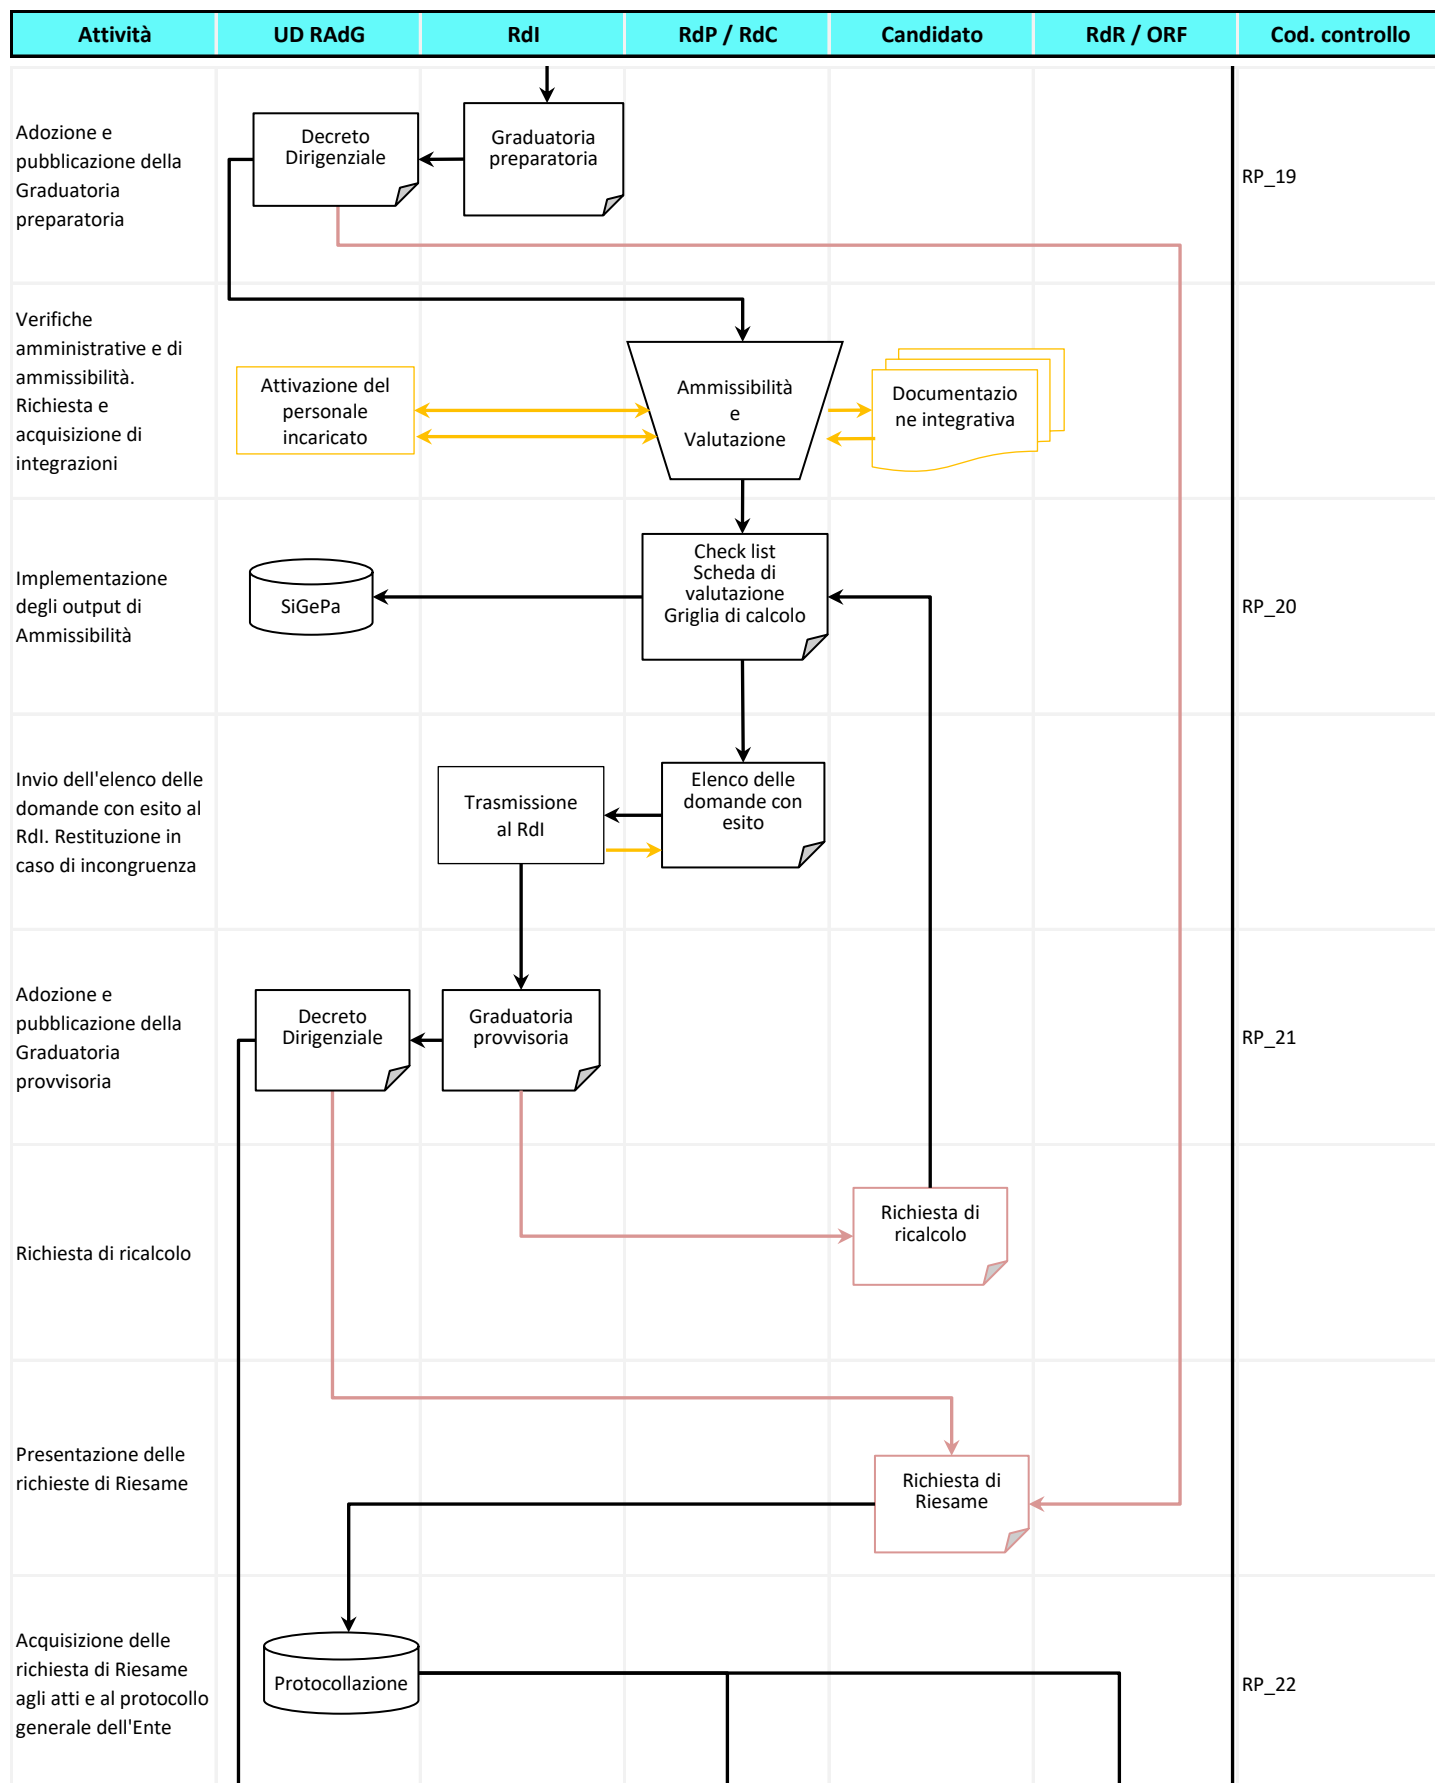 Attività
UD RAdG
RdI
RdP / RdC
Candidato
RdR / ORF
Cod. controllo
Adozione e
pubblicazione della
Graduatoria
preparatoria
Decreto
Dirigenziale
Graduatoria
preparatoria
RP_19
Verifiche
amministrative e di
ammissibilità.
Richiesta e
acquisizione di
integrazioni
Attivazione del
personale
incaricato
Ammissibilità
e
Valutazione
Documentazio
ne integrativa
Implementazione
degli output di
Ammissibilità
SiGePa
Check list
Scheda di
valutazione
Griglia di calcolo
RP_20
Invio dell'elenco delle
domande con esito al
RdI. Restituzione in
caso di incongruenza
Trasmissione
al RdI
Elenco delle
domande con
esito
Adozione e
pubblicazione della
Graduatoria
provvisoria
Decreto
Dirigenziale
Graduatoria
provvisoria
RP_21
Richiesta di ricalcolo
Richiesta di
ricalcolo
Presentazione delle
richieste di Riesame
Richiesta di
Riesame
Acquisizione delle
richiesta di Riesame
agli atti e al protocollo
generale dell'Ente
Protocollazione
RP_22